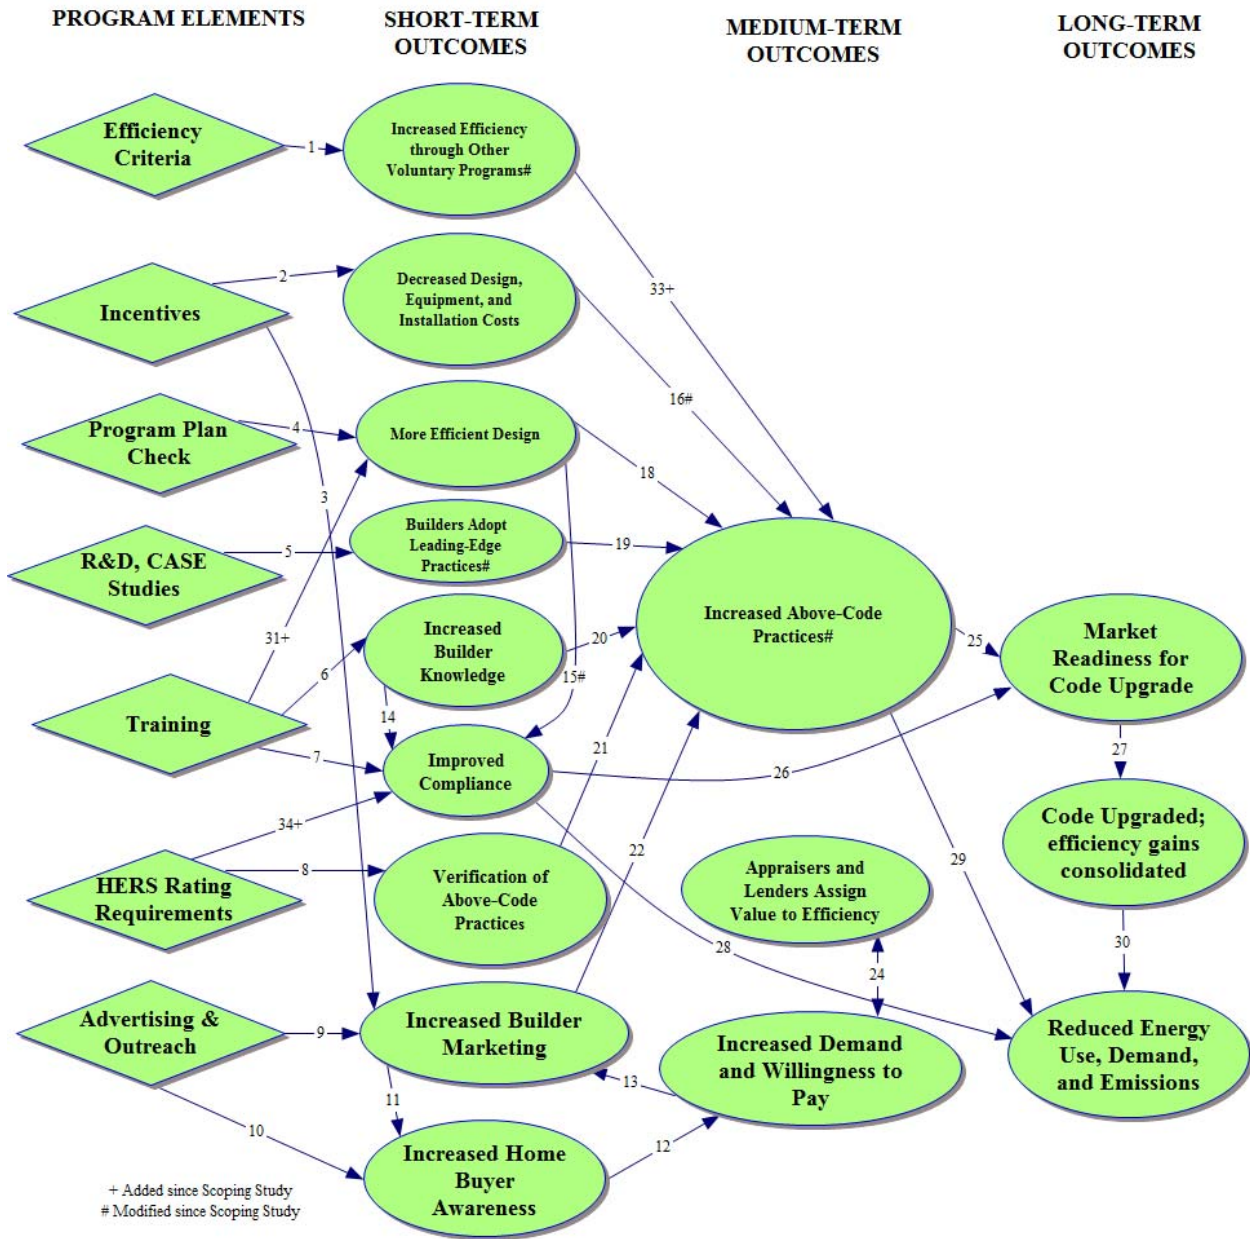 PROGRAM ELEMENTS
SHORT-TERM
OUTCOMES
MEDIUM-TERM
OUTCOMES
LONG-TERM
OUTCOMES
Efficiency
Criteria
1
Increased Efficiency
through Other
Voluntary Programs#
33+
Incentives
2
Decreased Design,
Equipment, and
Installation Costs
16#
3
Program Plan
Check
4
More Efficient Design
18
R&D, CASE
Studies
5
Builders Adopt
Leading-Edge
Practices#
19
Increased Above-Code
Practices#
25
Market
Readiness for
Code Upgrade
31+
6
Increased
Builder
Knowledge
20
15#
14
Training
7
Improved
Compliance
21
26
27
34+
Code Upgraded;
efficiency gains
consolidated
HERS Rating
Requirements
8
Verification of
Above-Code
Practices
22
Appraisers and
Lenders Assign
Value to Efficiency
29
28
24
30
Advertising &
Outreach
9
Increased Builder
Marketing
13
Increased Demand
and Willingness to
Pay
Reduced Energy
Use, Demand,
and Emissions
10
11
Increased Home
Buyer
Awareness
12
+ Added since Scoping Study
# Modified since Scoping Study